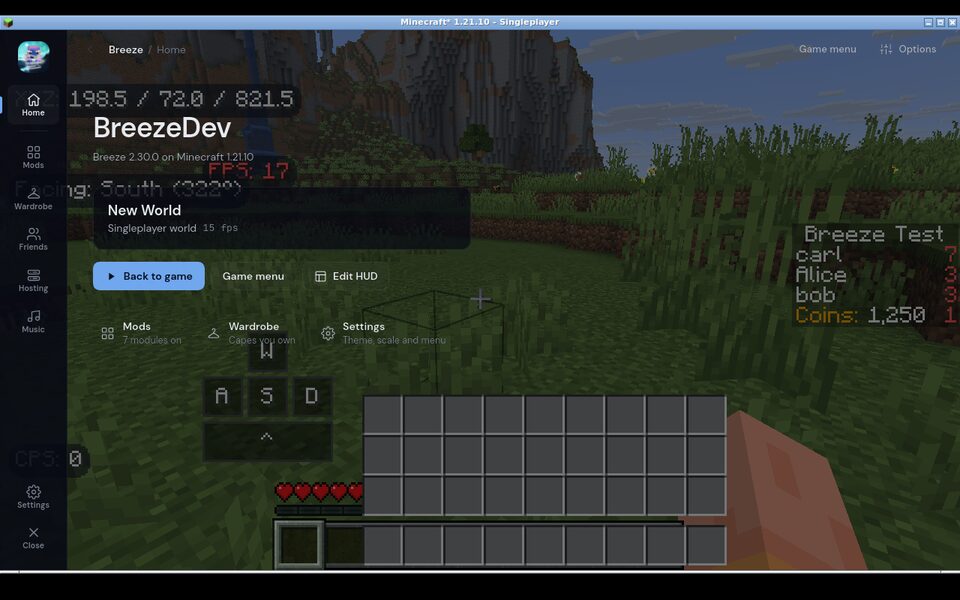 Minecraft* 1.21.10 - Singleplayer
Breeze / Home
Game menu
Options
198.5 / 72.0 / 821.5
Home
BreezeDev
Breeze 2.30.0 on Minecraft 1.21.10
FPS: 17
Mods
Facing: South (322°)
Wardrobe
New World
Singleplayer world 15 fps
Friends
Breeze Test
carl 7
Alice 3
bob 3
Coins: 1,250 1
Back to game
Game menu
Edit HUD
Hosting
Music
Mods
7 modules on
Wardrobe
Capes you own
Settings
Theme, scale and menu
W
A S D
^
CPS: 0
Settings
Close